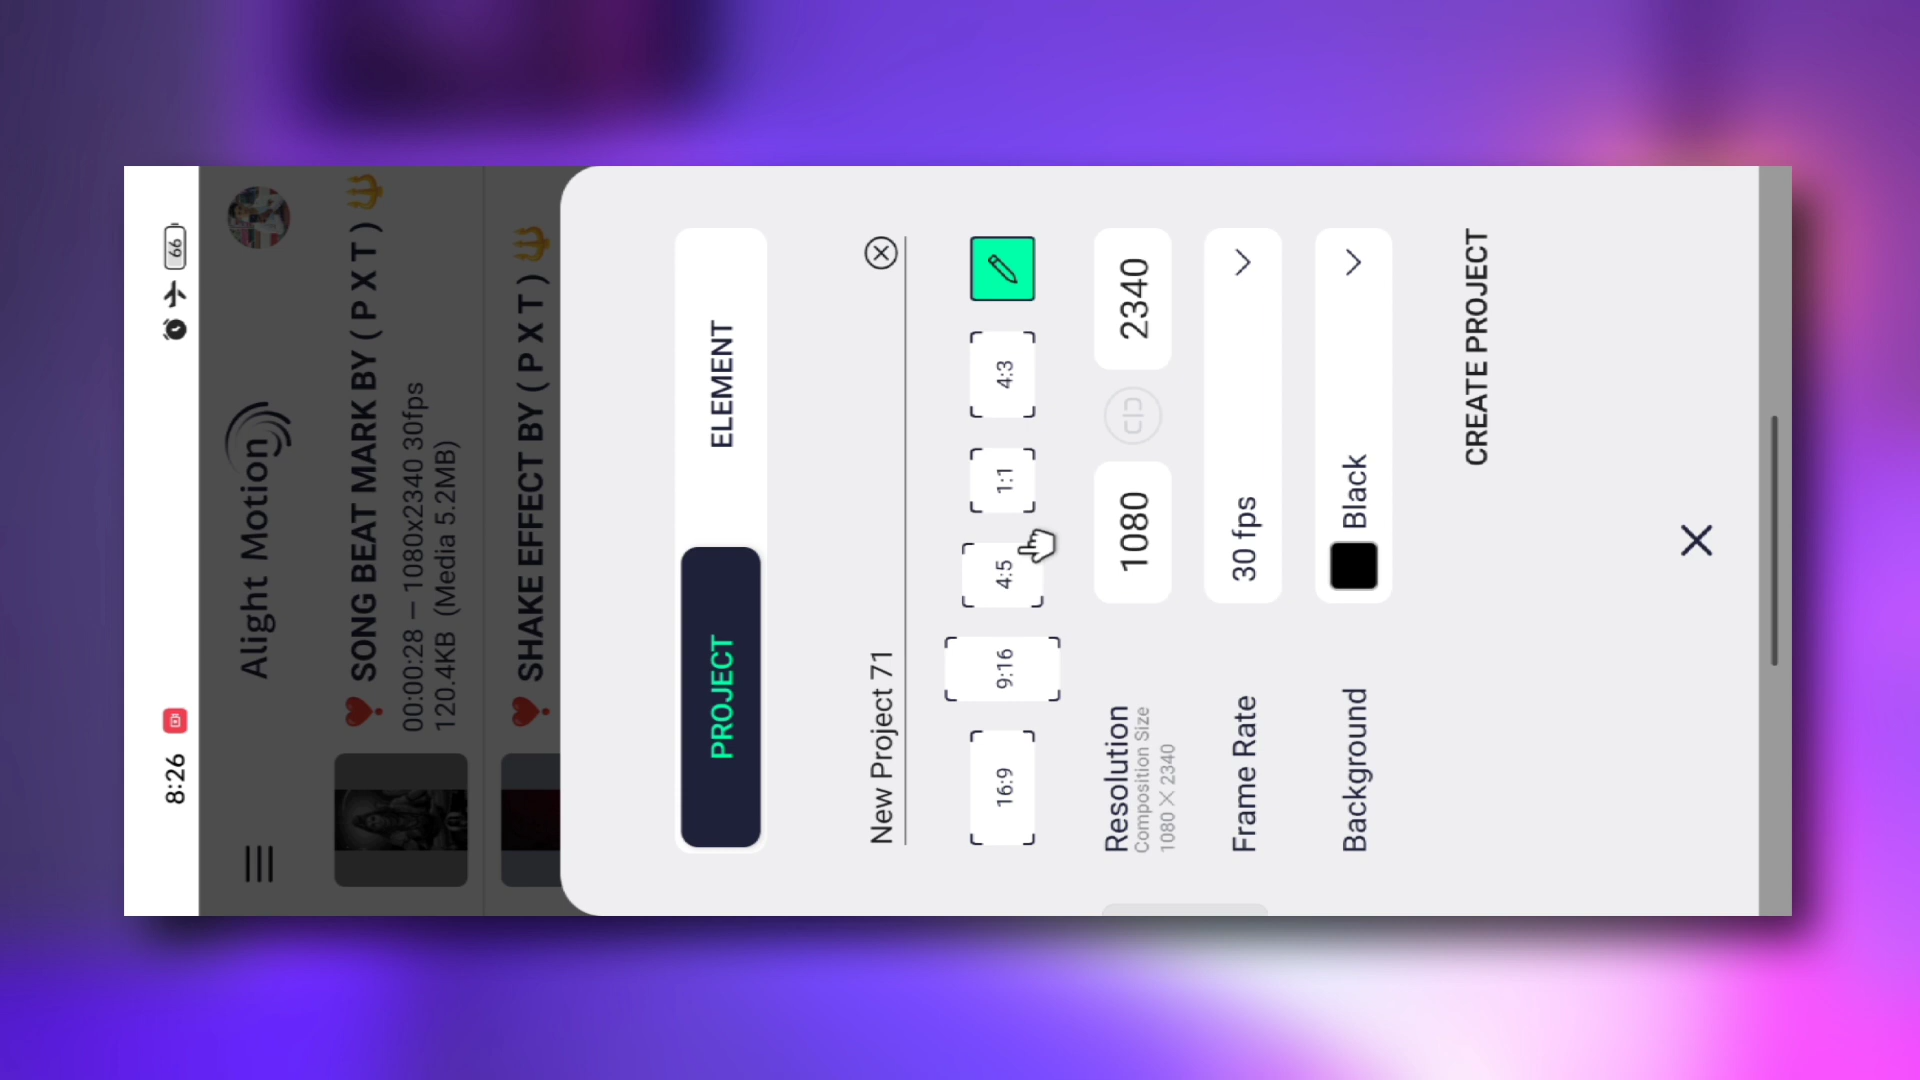 8:26
66
Alight Motion
SONG BEAT MARK BY ( P X T )
00:00:28 – 1080x2340 30fps
120.4KB (Media 5.2MB)
SHAKE EFFECT BY ( P X T )
PROJECT
ELEMENT
New Project 71
16:9
9:16
4:5
1:1
4:3
Resolution
Composition Size
1080 × 2340
1080
2340
Frame Rate
30 fps
Background
Black
CREATE PROJECT